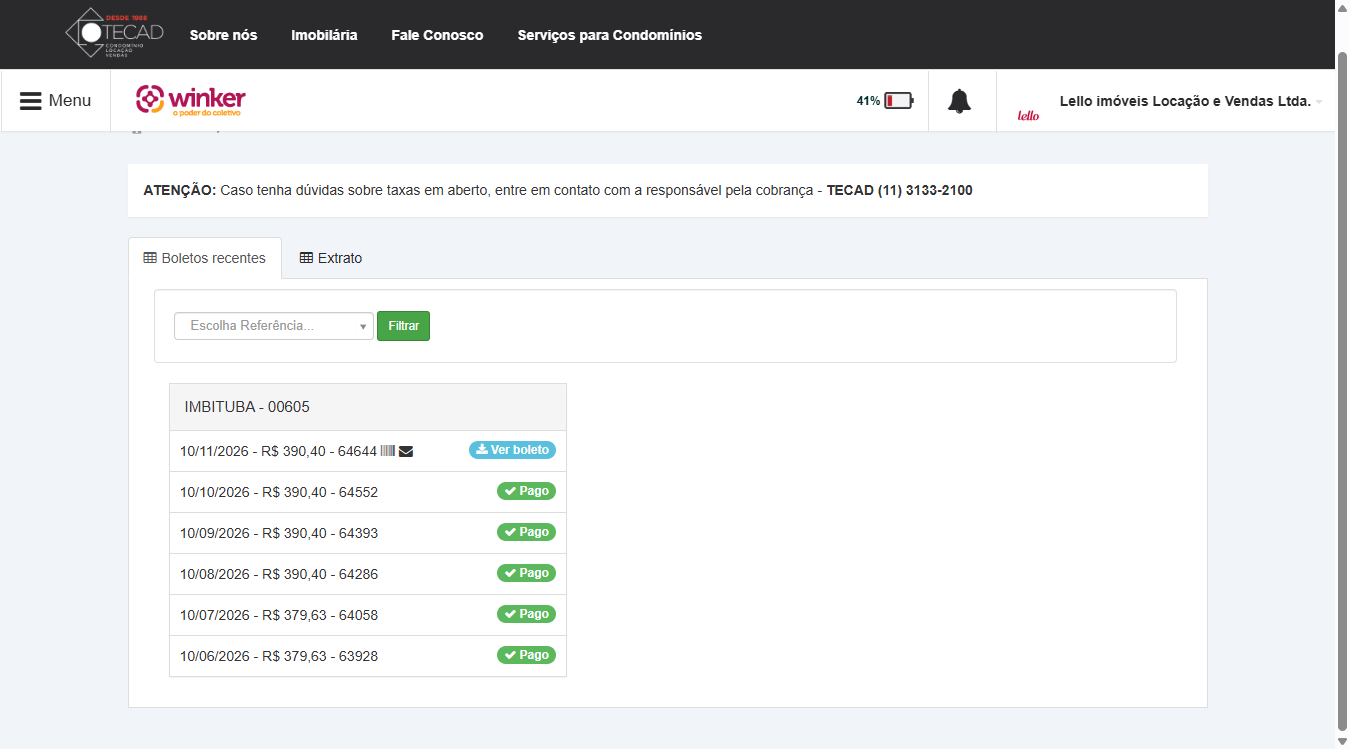 DESDE 1988
TECAD
CONDOMÍNIO
LOCAÇÃO
VENDAS
Sobre nós
Imobiliária
Fale Conosco
Serviços para Condomínios
Menu
winker
o poder do coletivo
41%
lello
Lello imóveis Locação e Vendas Ltda.
ATENÇÃO: Caso tenha dúvidas sobre taxas em aberto, entre em contato com a responsável pela cobrança - TECAD (11) 3133-2100
Boletos recentes
Extrato
Escolha Referência...
Filtrar
IMBITUBA - 00605
10/11/2026 - R$ 390,40 - 64644 Ver boleto
10/10/2026 - R$ 390,40 - 64552 Pago
10/09/2026 - R$ 390,40 - 64393 Pago
10/08/2026 - R$ 390,40 - 64286 Pago
10/07/2026 - R$ 379,63 - 64058 Pago
10/06/2026 - R$ 379,63 - 63928 Pago